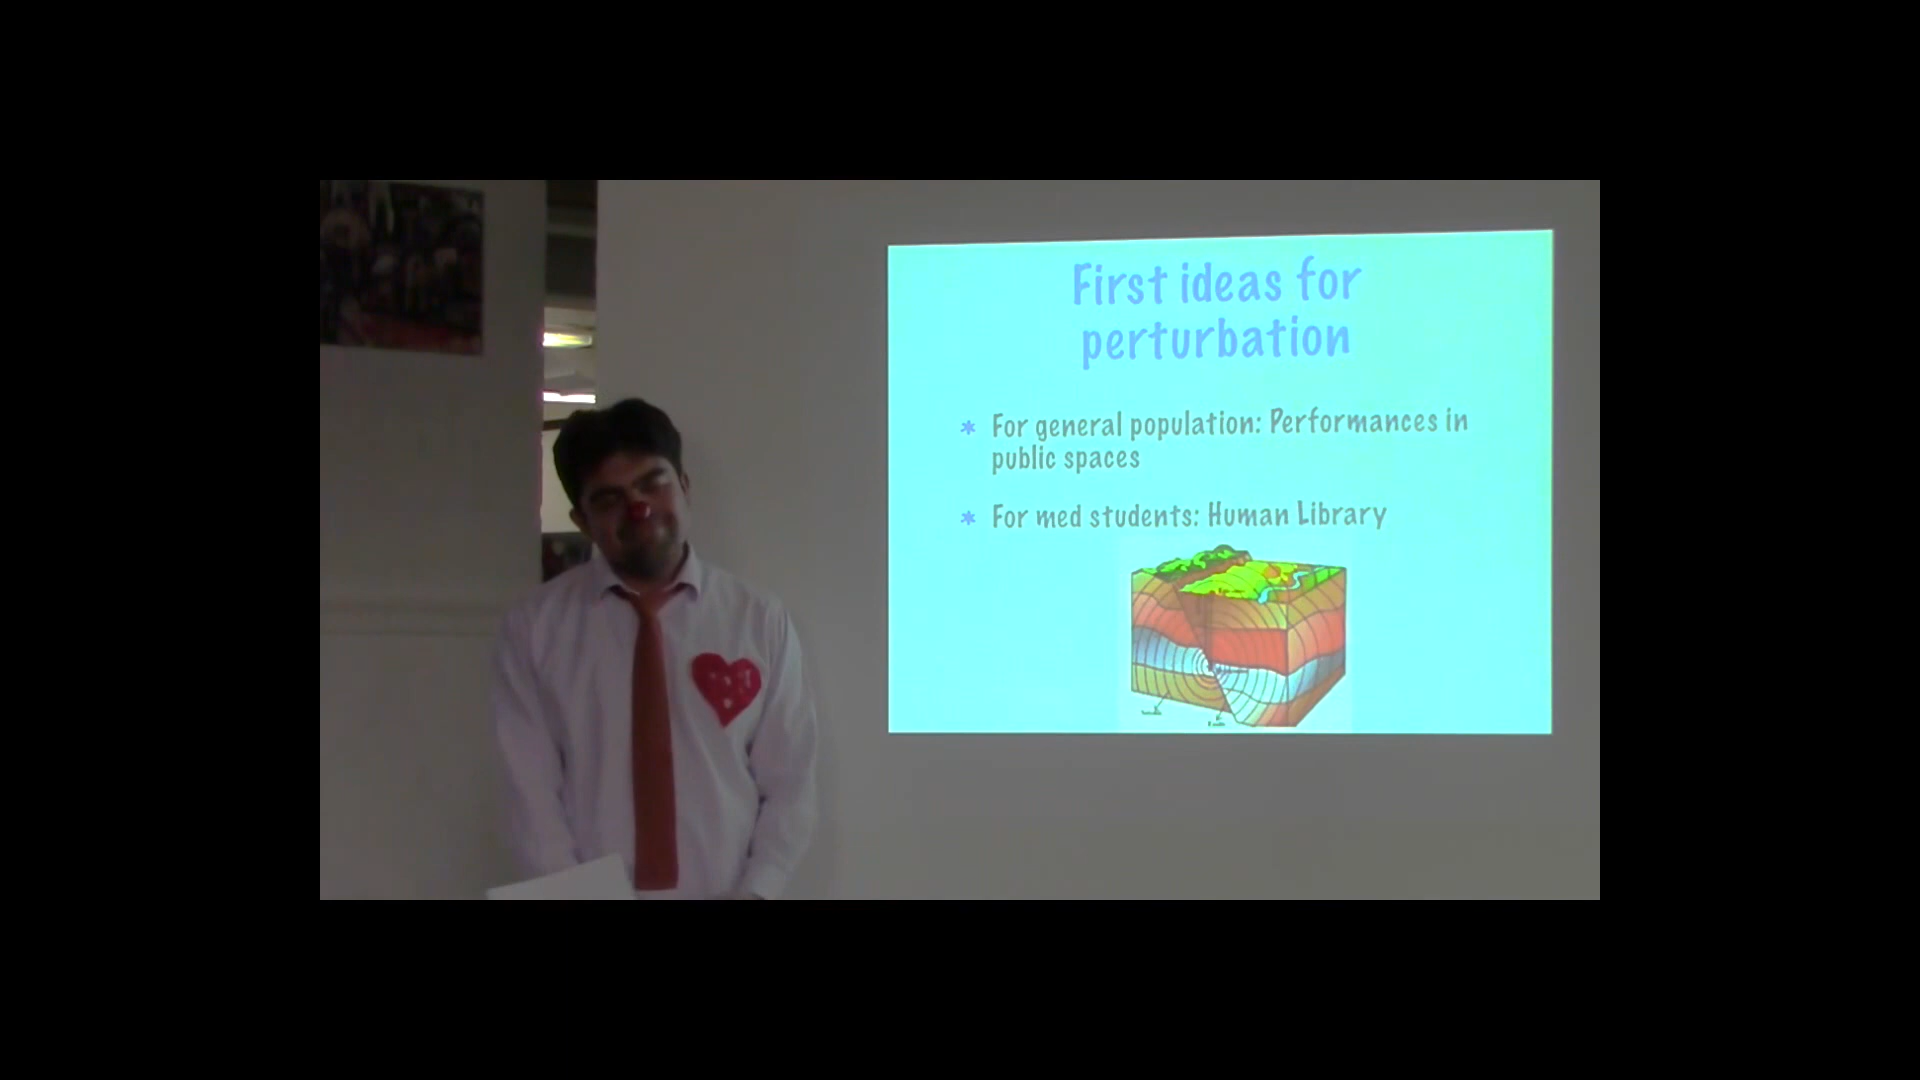 First ideas for
perturbation
* For general population: Performances in
public spaces
* For med students: Human Library